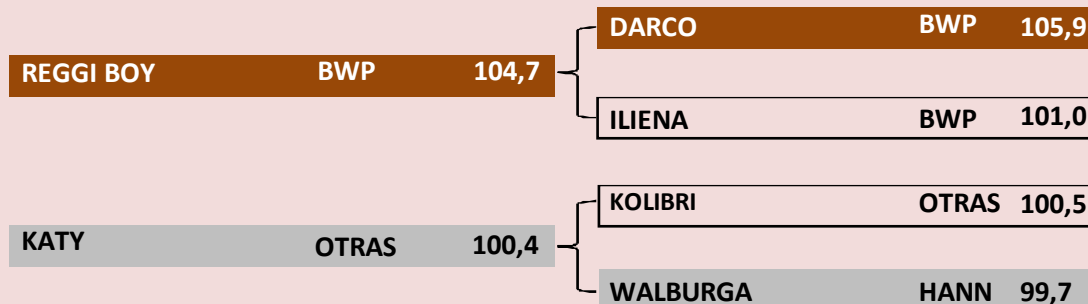 DARCO BWP 105,9
REGGI BOY BWP 104,7
ILIENA BWP 101,0
KOLIBRI OTRAS 100,5
KATY OTRAS 100,4
WALBURGA HANN 99,7